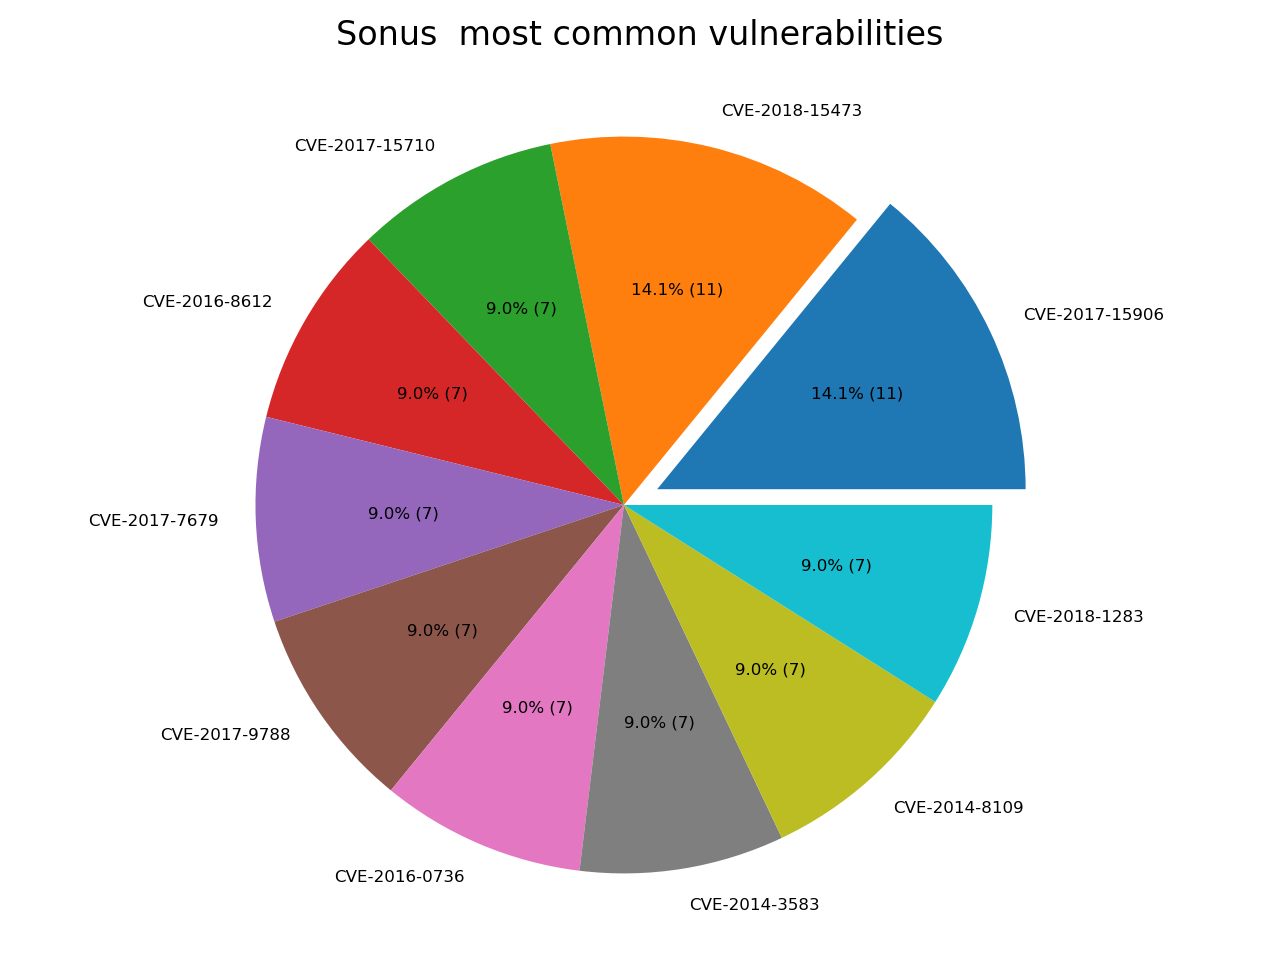 Sonus  most common vulnerabilities
CVE-2018-15473
CVE-2017-15710
14.1% (11)
9.0% (7)
CVE-2016-8612
CVE-2017-15906
9.0% (7)
14.1% (11)
CVE-2017-7679
9.0% (7)
9.0% (7)
CVE-2018-1283
9.0% (7)
CVE-2017-9788
9.0% (7)
9.0% (7)
9.0% (7)
CVE-2014-8109
CVE-2016-0736
CVE-2014-3583